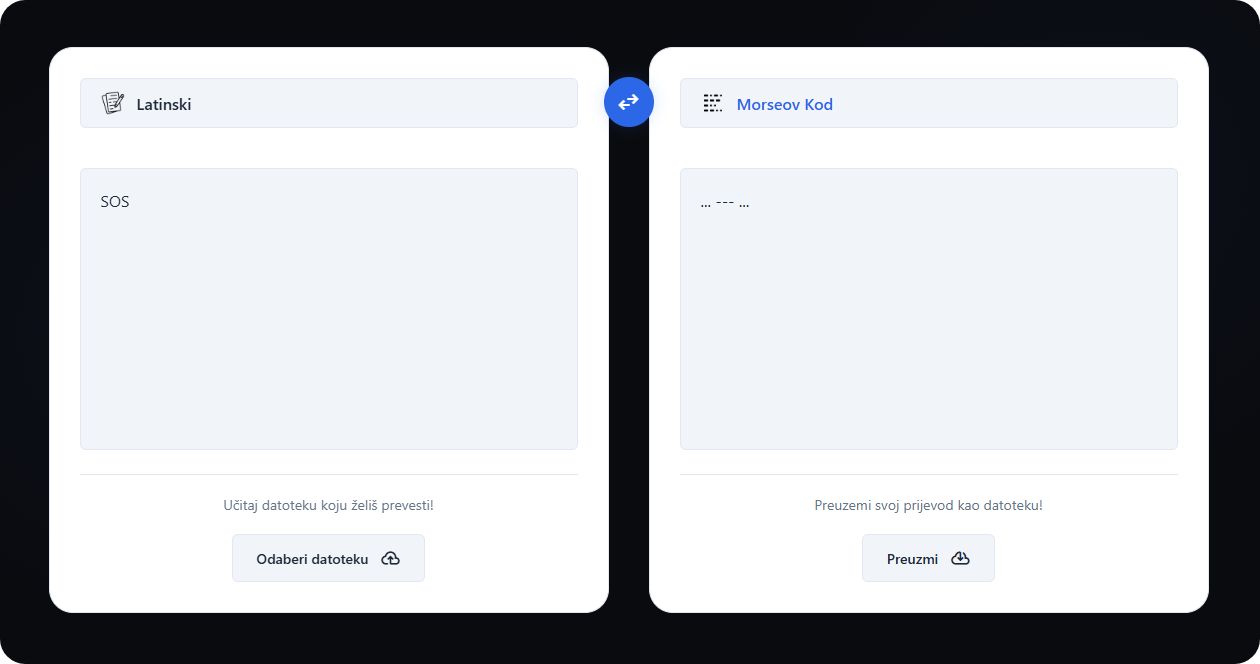 Latinski
SOS
Učitaj datoteku koju želiš prevesti!
Odaberi datoteku
Morseov Kod
... --- ...
Preuzemi svoj prijevod kao datoteku!
Preuzmi